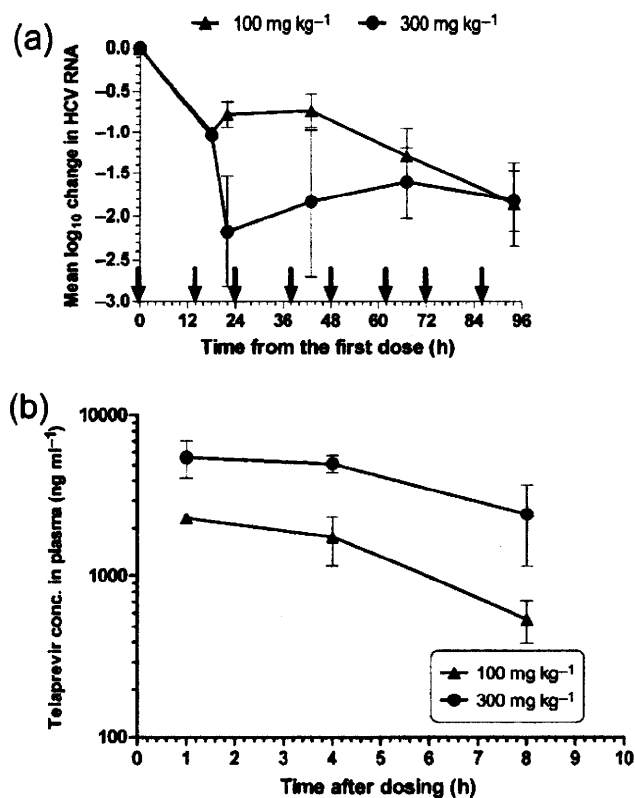 100 mg kg⁻¹ 300 mg kg⁻¹
(a)
Mean log₁₀ change in HCV RNA
0.0
−0.5
−1.0
−1.5
−2.0
−2.5
−3.0
0 12 24 36 48 60 72 84 96
Time from the first dose (h)
(b)
Telaprevir conc. in plasma (ng ml⁻¹)
10000
1000
100
100 mg kg⁻¹
300 mg kg⁻¹
0 1 2 3 4 5 6 7 8 9 10
Time after dosing (h)